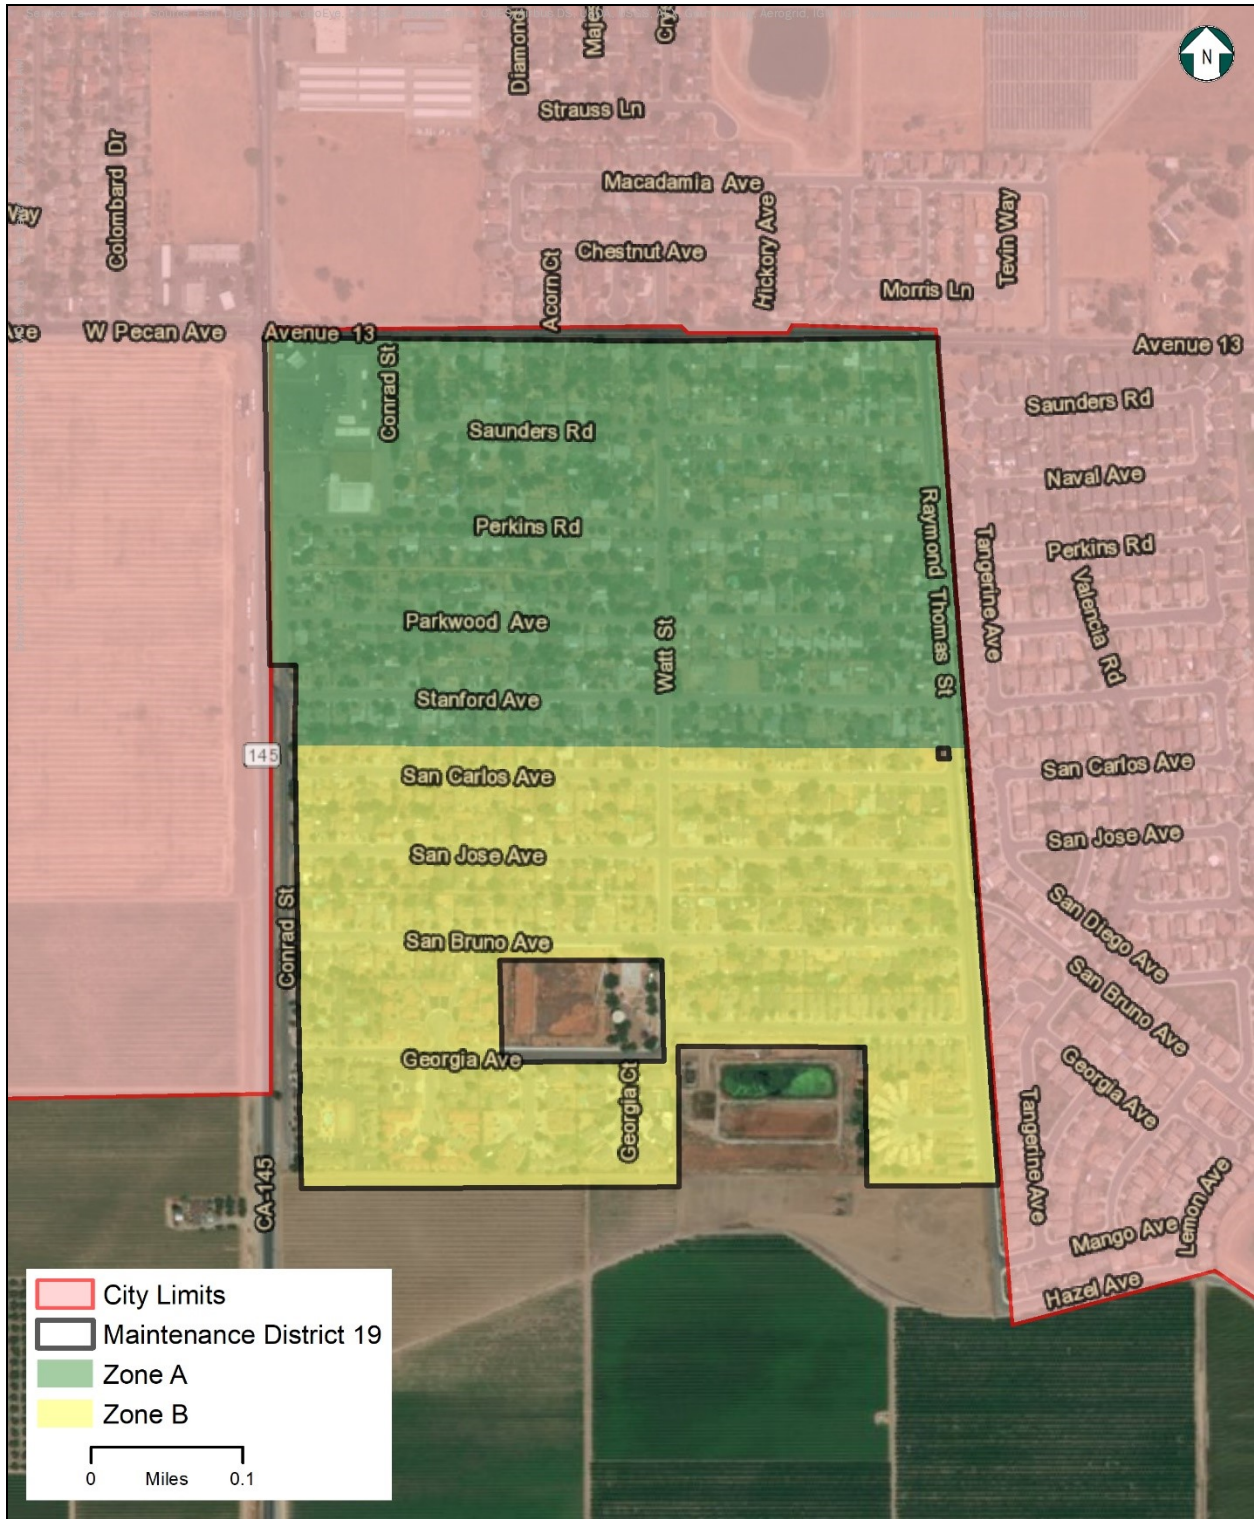 N
Diamond
Strauss Ln
Colombard Dr
Macadamia Ave
Way
Hickory Ave
Tevin Way
Chestnut Ave
Acorn Ct
Morris Ln
W Pecan Ave
Avenue 13
Avenue 13
Conrad St
Saunders Rd
Saunders Rd
Naval Ave
Perkins Rd
Raymond Thomas St
Tangerine Ave
Perkins Rd
Valencia Rd
Parkwood Ave
Watt St
Stanford Ave
145
San Carlos Ave
San Carlos Ave
San Jose Ave
San Jose Ave
Conrad St
San Bruno Ave
San Diego Ave
San Bruno Ave
Georgia Ave
Georgia Ct
Georgia Ave
Tangerine Ave
CA-145
Mango Ave
Lemon Ave
Hazel Ave
City Limits
Maintenance District 19
Zone A
Zone B
0 Miles 0.1